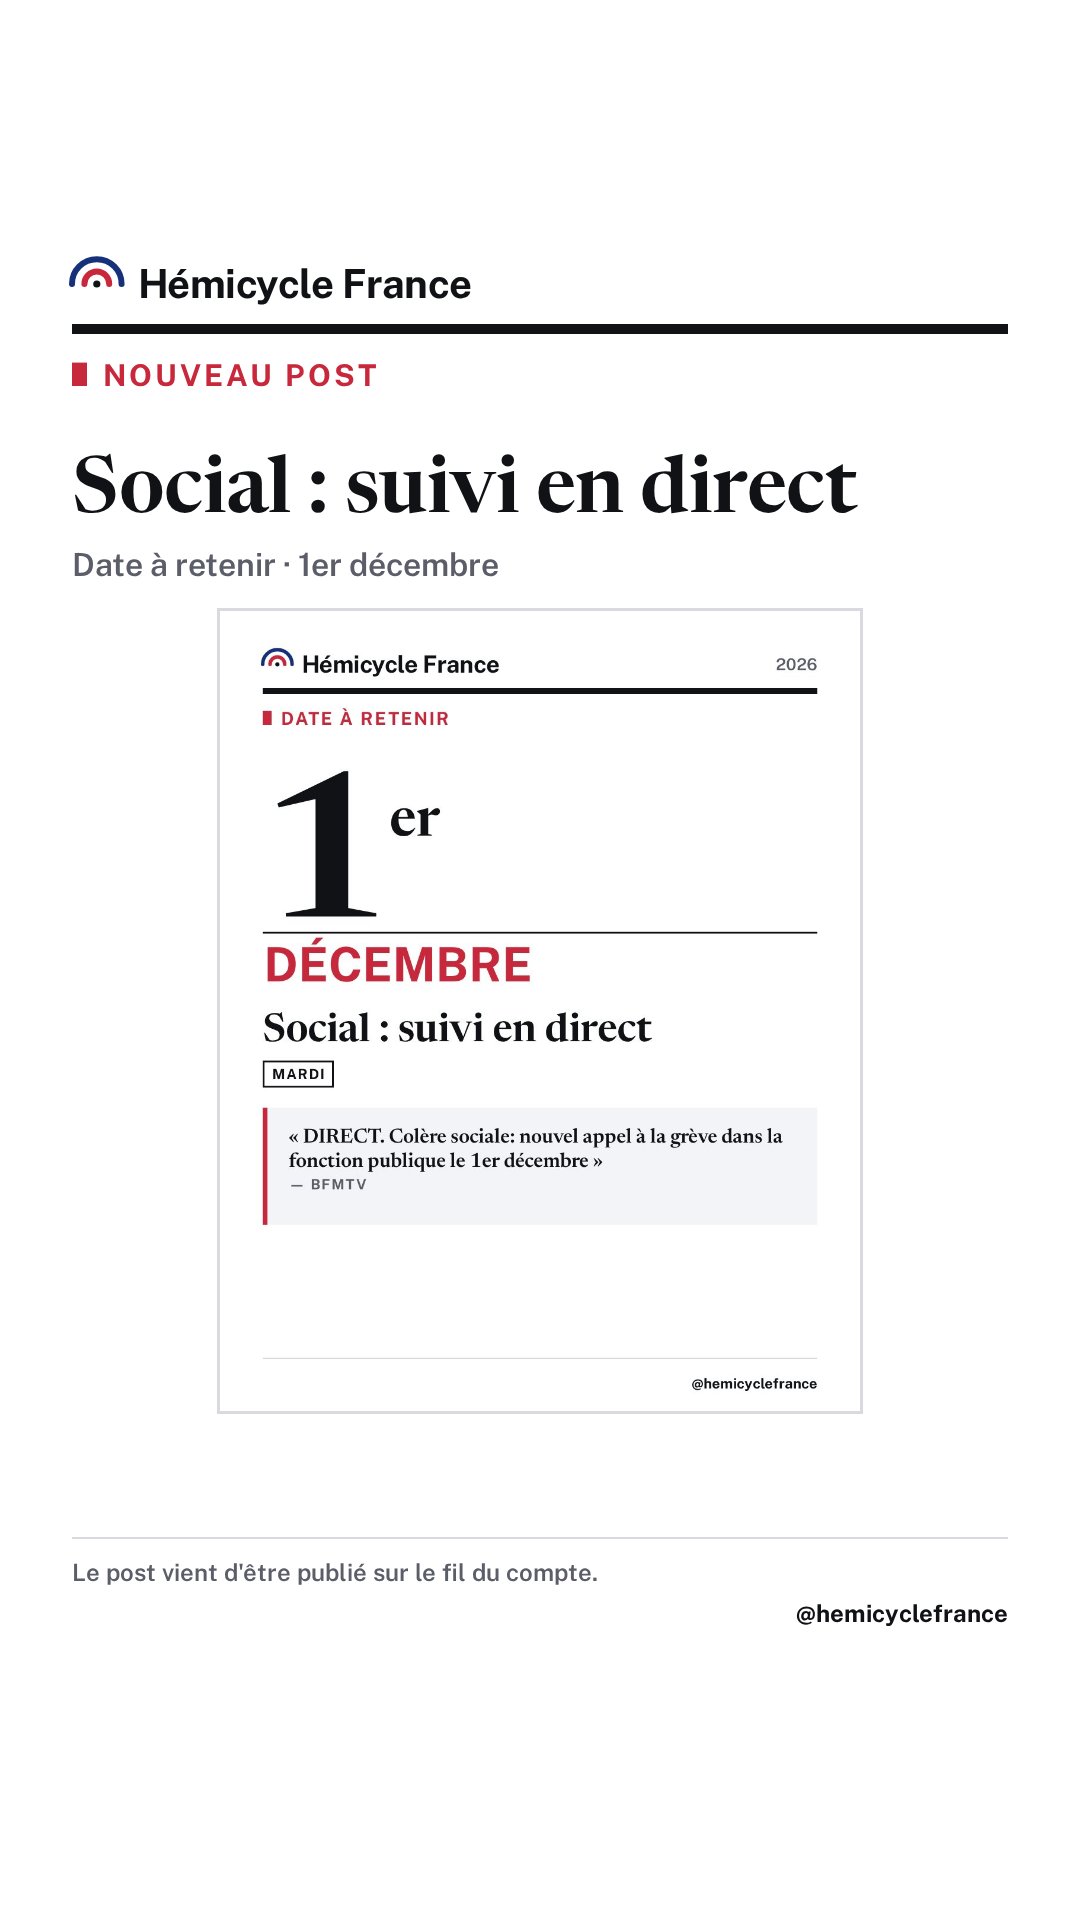 Hémicycle France
NOUVEAU POST
Social : suivi en direct
Date à retenir · 1er décembre
Hémicycle France
2026
DATE À RETENIR
1er
DÉCEMBRE
Social : suivi en direct
MARDI
« DIRECT. Colère sociale: nouvel appel à la grève dans la
fonction publique le 1er décembre »
— BFMTV
@hemicyclefrance
Le post vient d'être publié sur le fil du compte.
@hemicyclefrance